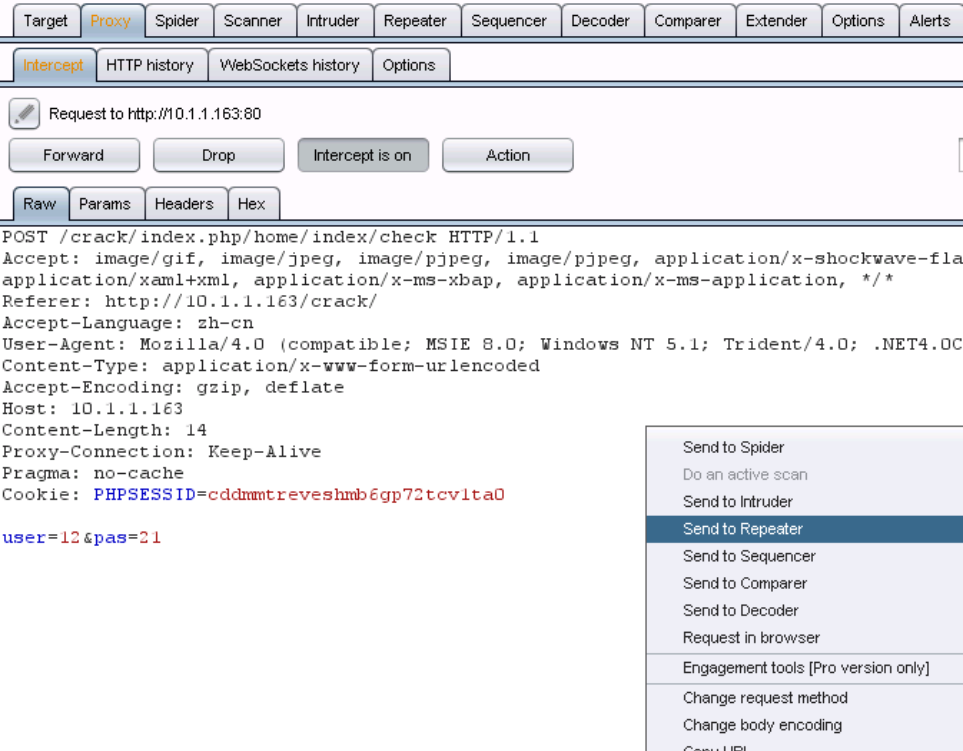 Target Proxy Spider Scanner Intruder Repeater Sequencer Decoder Comparer Extender Options Alerts
Intercept HTTP history WebSockets history Options
Request to http://10.1.1.163:80
Forward Drop Intercept is on Action
Raw Params Headers Hex
POST /crack/index.php/home/index/check HTTP/1.1
Accept: image/gif, image/jpeg, image/pjpeg, image/pjpeg, application/x-shockwave-fla
application/xaml+xml, application/x-ms-xbap, application/x-ms-application, */*
Referer: http://10.1.1.163/crack/
Accept-Language: zh-cn
User-Agent: Mozilla/4.0 (compatible; MSIE 8.0; Windows NT 5.1; Trident/4.0; .NET4.0C
Content-Type: application/x-www-form-urlencoded
Accept-Encoding: gzip, deflate
Host: 10.1.1.163
Content-Length: 14
Proxy-Connection: Keep-Alive
Pragma: no-cache
Cookie: PHPSESSID=cddmmtreveshmb6gp72tcv1ta0
user=12&pas=21
Send to Spider
Do an active scan
Send to Intruder
Send to Repeater
Send to Sequencer
Send to Comparer
Send to Decoder
Request in browser
Engagement tools [Pro version only]
Change request method
Change body encoding
Copy URL